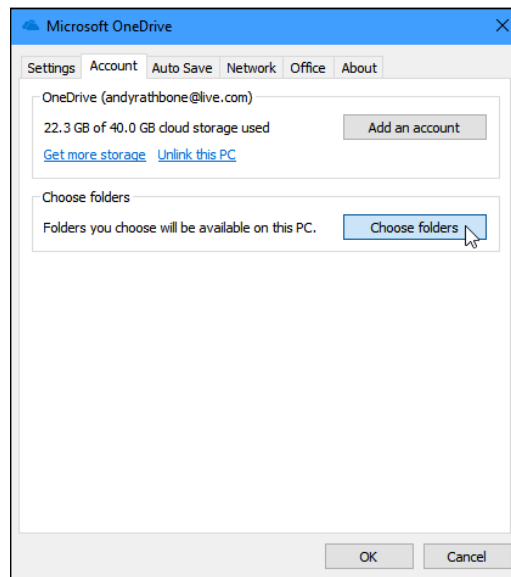 Microsoft OneDrive
Settings Account Auto Save Network Office About
OneDrive (andyrathbone@live.com)
22.3 GB of 40.0 GB cloud storage used Add an account
Get more storage Unlink this PC
Choose folders
Folders you choose will be available on this PC. Choose folders
OK Cancel